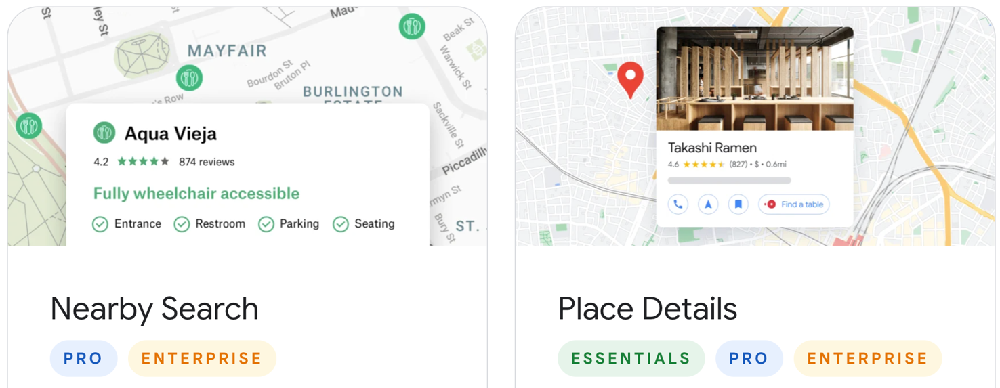 St
ley St
Mad
Beak St
MAYFAIR
Warwick St
Bourdon St
Bruton Pl
BURLINGTON
ESTATE
's Row
Sackville St
Aqua Vieja
4.2 874 reviews
Piccadilly
Fully wheelchair accessible
rmyn St
Entrance Restroom Parking Seating
Bury St
ST.
Nearby Search
PRO ENTERPRISE
Takashi Ramen
4.6 (827) • $ • 0.6mi
Find a table
Place Details
ESSENTIALS PRO ENTERPRISE